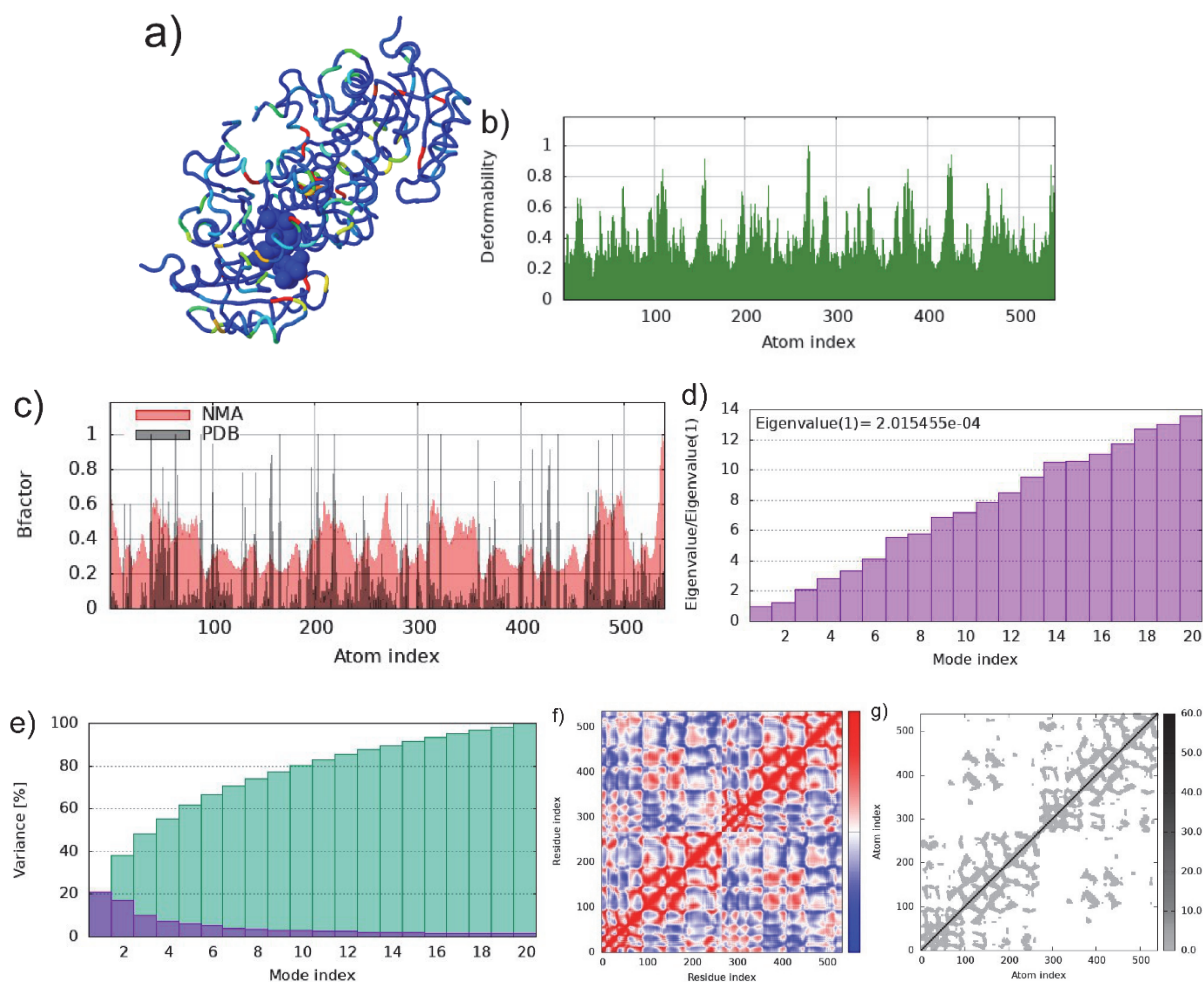 a)
b)
Deformability
1
0.8
0.6
0.4
0.2
0
100 200 300 400 500
Atom index
c)
NMA
PDB
Bfactor
1
0.8
0.6
0.4
0.2
0
100 200 300 400 500
Atom index
d)
Eigenvalue(1)= 2.015455e-04
Eigenvalue/Eigenvalue(1)
14
12
10
8
6
4
2
0
2 4 6 8 10 12 14 16 18 20
Mode index
e)
Variance [%]
100
80
60
40
20
0
2 4 6 8 10 12 14 16 18 20
Mode index
f)
Residue index
500
400
300
200
100
0
0 100 200 300 400 500
Residue index
g)
Atom index
500
400
300
200
100
0
0 100 200 300 400 500
Atom index
60.0
50.0
40.0
30.0
20.0
10.0
0.0